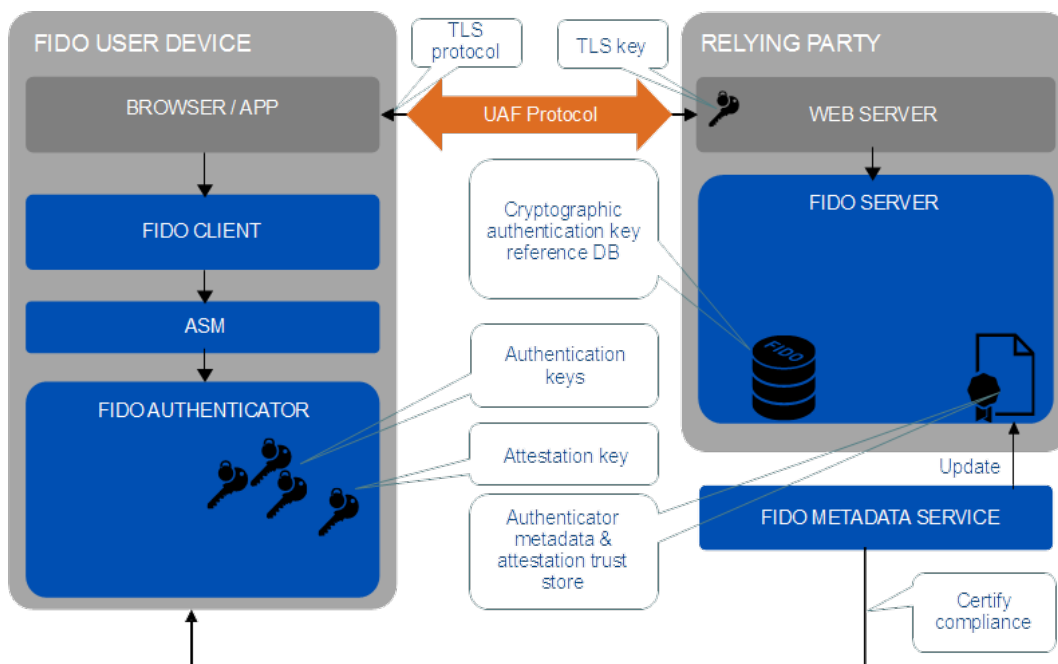 FIDO USER DEVICE
TLS
protocol
TLS key
RELYING PARTY
BROWSER / APP
UAF Protocol
WEB SERVER
FIDO CLIENT
Cryptographic
authentication key
reference DB
FIDO SERVER
ASM
FIDO
Authentication
keys
FIDO AUTHENTICATOR
Attestation key
Update
Authenticator
metadata &
attestation trust
store
FIDO METADATA SERVICE
Certify
compliance